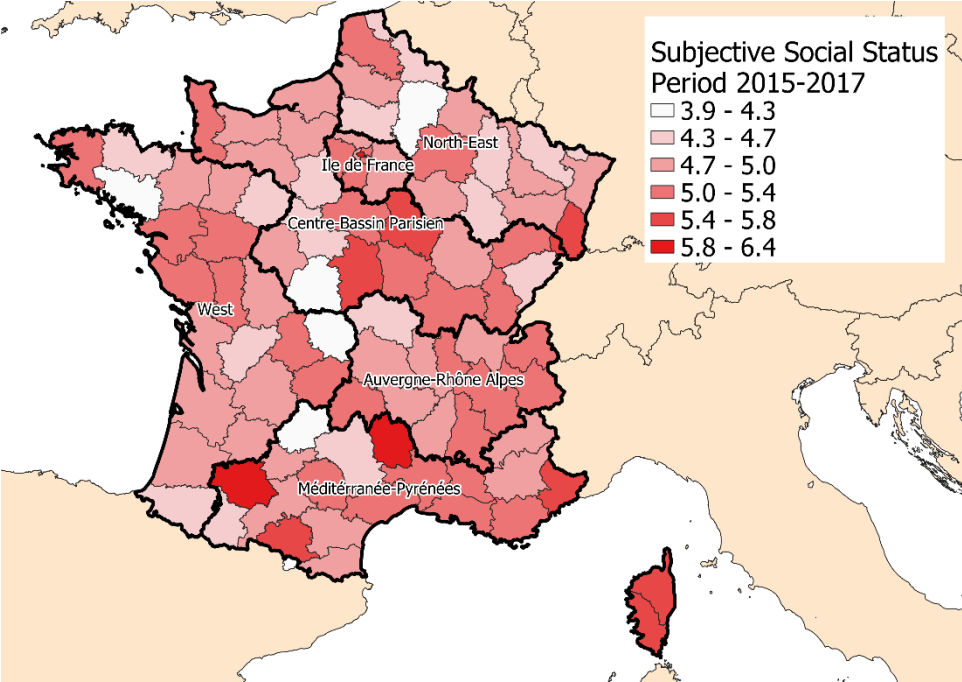 Subjective Social Status
Period 2015-2017
3.9 - 4.3
4.3 - 4.7
4.7 - 5.0
5.0 - 5.4
5.4 - 5.8
5.8 - 6.4
North-East
Ile de France
Centre-Bassin Parisien
West
Auvergne-Rhône Alpes
Méditérranée-Pyrénées